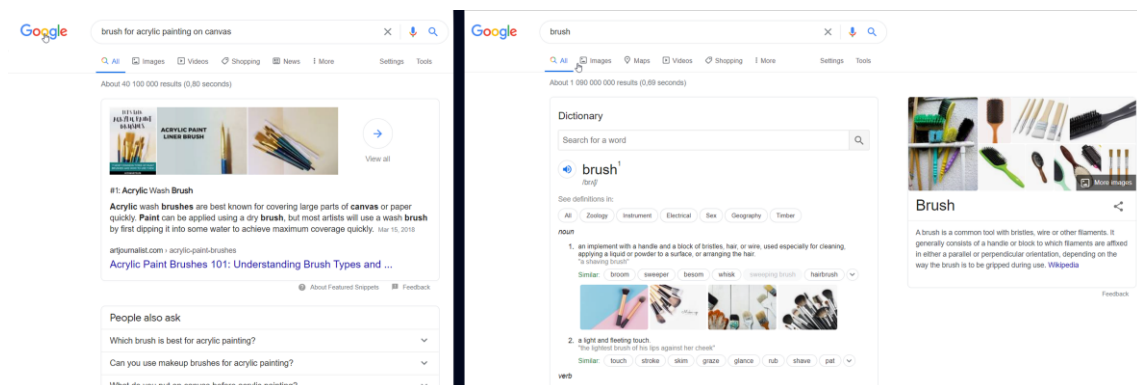 Google
brush for acrylic painting on canvas
All Images Videos Shopping News More Settings Tools
About 40 100 000 results (0,80 seconds)
ACRYLIC PAINT
LINER BRUSH
View all
#1: Acrylic Wash Brush
Acrylic wash brushes are best known for covering large parts of canvas or paper
quickly. Paint can be applied using a dry brush, but most artists will use a wash brush
by first dipping it into some water to achieve maximum coverage quickly. Mar 15, 2018
artjournalist.com › acrylic-paint-brushes
Acrylic Paint Brushes 101: Understanding Brush Types and ...
About Featured Snippets Feedback
People also ask
Which brush is best for acrylic painting?
Can you use makeup brushes for acrylic painting?
What do you put on canvas before acrylic painting?
Google
brush
All Images Maps Videos Shopping More Settings Tools
About 1 090 000 000 results (0,69 seconds)
Dictionary
Search for a word
brush¹
/brʌʃ/
See definitions in:
All Zoology Instrument Electrical Sex Geography Timber
noun
1. an implement with a handle and a block of bristles, hair, or wire, used especially for cleaning,
applying a liquid or powder to a surface, or arranging the hair.
"a shaving brush"
Similar: broom sweeper besom whisk sweeping brush hairbrush
2. a light and fleeting touch.
"the lightest brush of his lips against her cheek"
Similar: touch stroke skim graze glance rub shave pat
verb
More images
Brush
A brush is a common tool with bristles, wire or other filaments. It
generally consists of a handle or block to which filaments are affixed
in either a parallel or perpendicular orientation, depending on the
way the brush is to be gripped during use. Wikipedia
Feedback